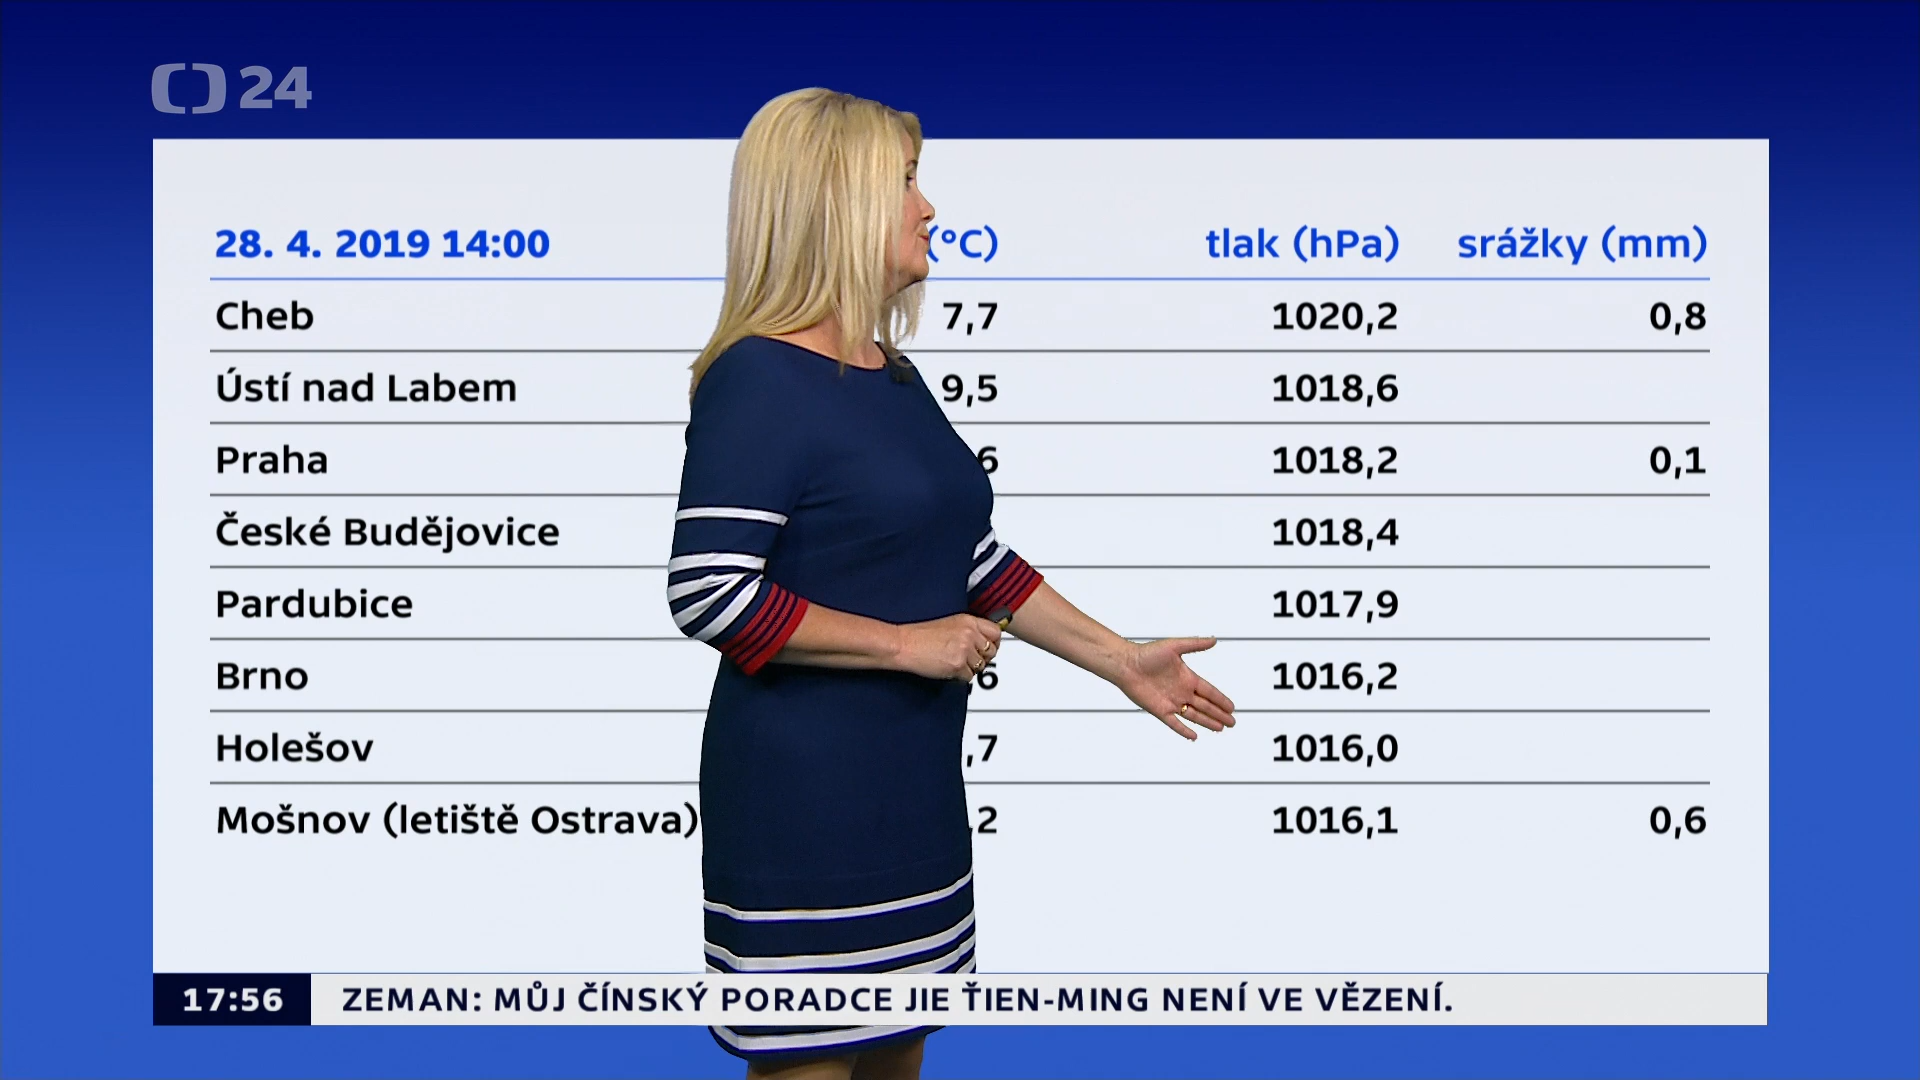 24
28. 4. 2019 14:00 (°C) tlak (hPa) srážky (mm)
Cheb 7,7 1020,2 0,8
Ústí nad Labem 9,5 1018,6
Praha 1018,2 0,1
České Budějovice 1018,4
Pardubice 1017,9
Brno 1016,2
Holešov 1016,0
Mošnov (letiště Ostrava) 1016,1 0,6
17:56 ZEMAN: MŮJ ČÍNSKÝ PORADCE JIE ŤIEN-MING NENÍ VE VĚZENÍ.